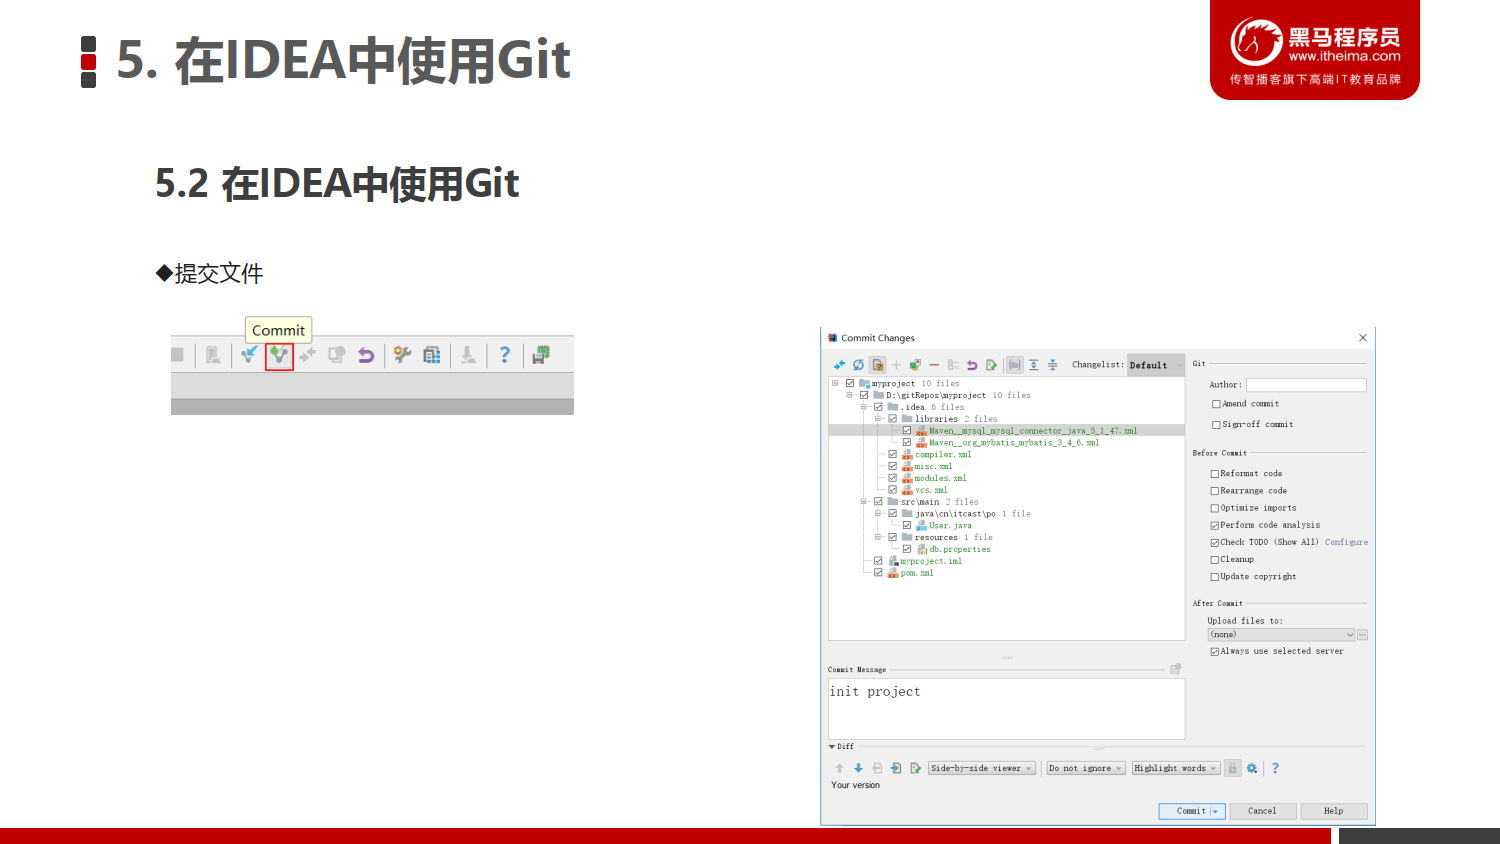 5. 在IDEA中使用Git
黑马程序员
www.itheima.com
传智播客旗下高端IT教育品牌
5.2 在IDEA中使用Git
◆提交文件
Commit
?
Commit Changes
Changelist: Default
myproject 10 files
D:\gitRepos\myproject 10 files
.idea 6 files
libraries 2 files
Maven__mysql_mysql_connector_java_5_1_47.xml
Maven__org_mybatis_mybatis_3_4_6.xml
compiler.xml
misc.xml
modules.xml
vcs.xml
src\main 2 files
java\cn\itcast\po 1 file
User.java
resources 1 file
db.properties
myproject.iml
pom.xml
Git
Author:
Amend commit
Sign-off commit
Before Commit
Reformat code
Rearrange code
Optimize imports
Perform code analysis
Check TODO (Show All) Configure
Cleanup
Update copyright
After Commit
Upload files to:
(none)
Always use selected server
Commit Message
init project
Diff
Side-by-side viewer Do not ignore Highlight words ?
Your version
Commit Cancel Help